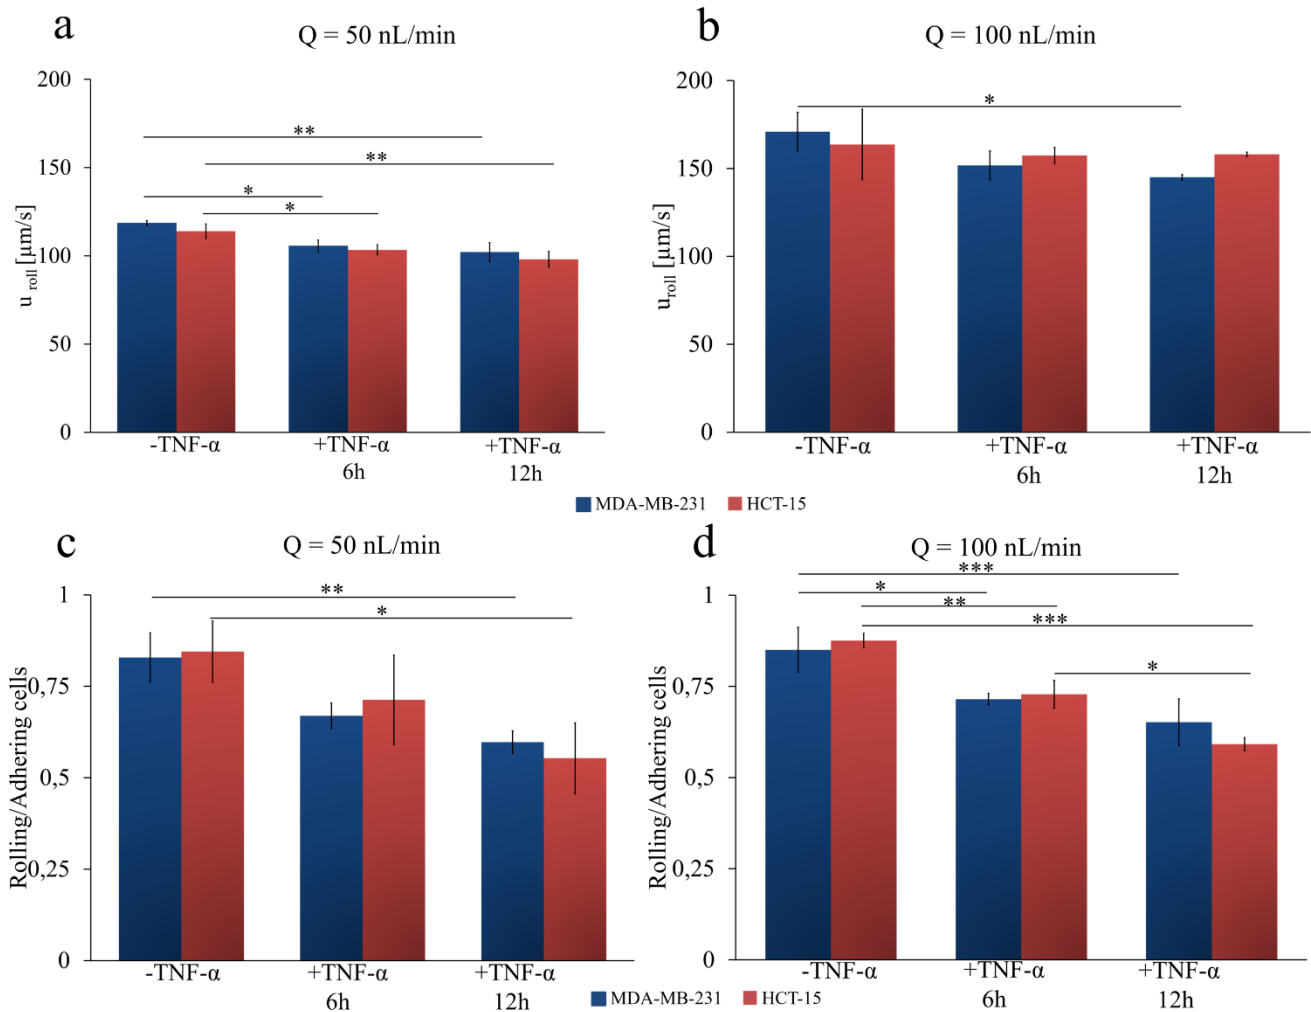 a
Q = 50 nL/min
200
150
100
50
0
u roll [µm/s]
**
**
*
*
-TNF-α
+TNF-α
6h
+TNF-α
12h
b
Q = 100 nL/min
200
150
100
50
0
uroll [µm/s]
*
-TNF-α
+TNF-α
6h
+TNF-α
12h
MDA-MB-231 HCT-15
c
Q = 50 nL/min
1
0,75
0,5
0,25
0
Rolling/Adhering cells
**
*
-TNF-α
+TNF-α
6h
+TNF-α
12h
d
Q = 100 nL/min
1
0,75
0,5
0,25
0
Rolling/Adhering cells
***
*
**
***
*
-TNF-α
+TNF-α
6h
+TNF-α
12h
MDA-MB-231 HCT-15